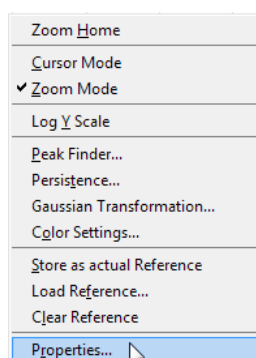 Zoom Home
Cursor Mode
Zoom Mode
Log Y Scale
Peak Finder...
Persistence...
Gaussian Transformation...
Color Settings...
Store as actual Reference
Load Reference...
Clear Reference
Properties...